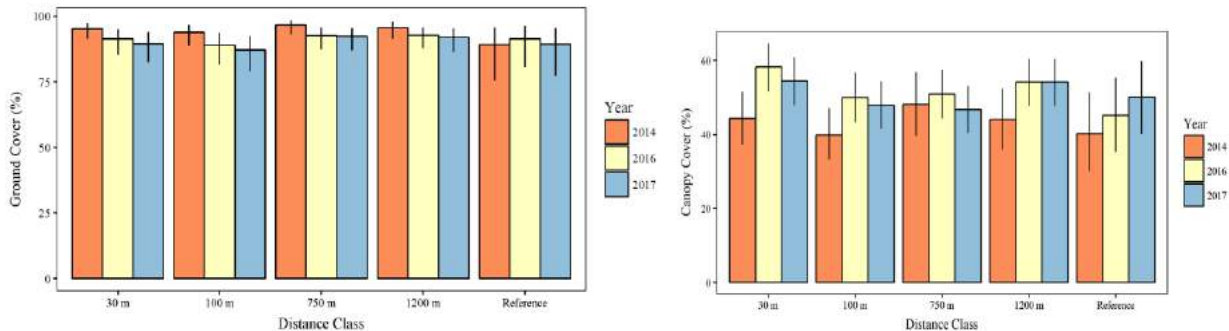 100
75
50
25
0
Ground Cover (%)
30 m
100 m
750 m
1200 m
Reference
Distance Class
Year
2014
2016
2017
60
40
20
0
Canopy Cover (%)
30 m
100 m
750 m
1200 m
Reference
Distance Class
Year
2014
2016
2017